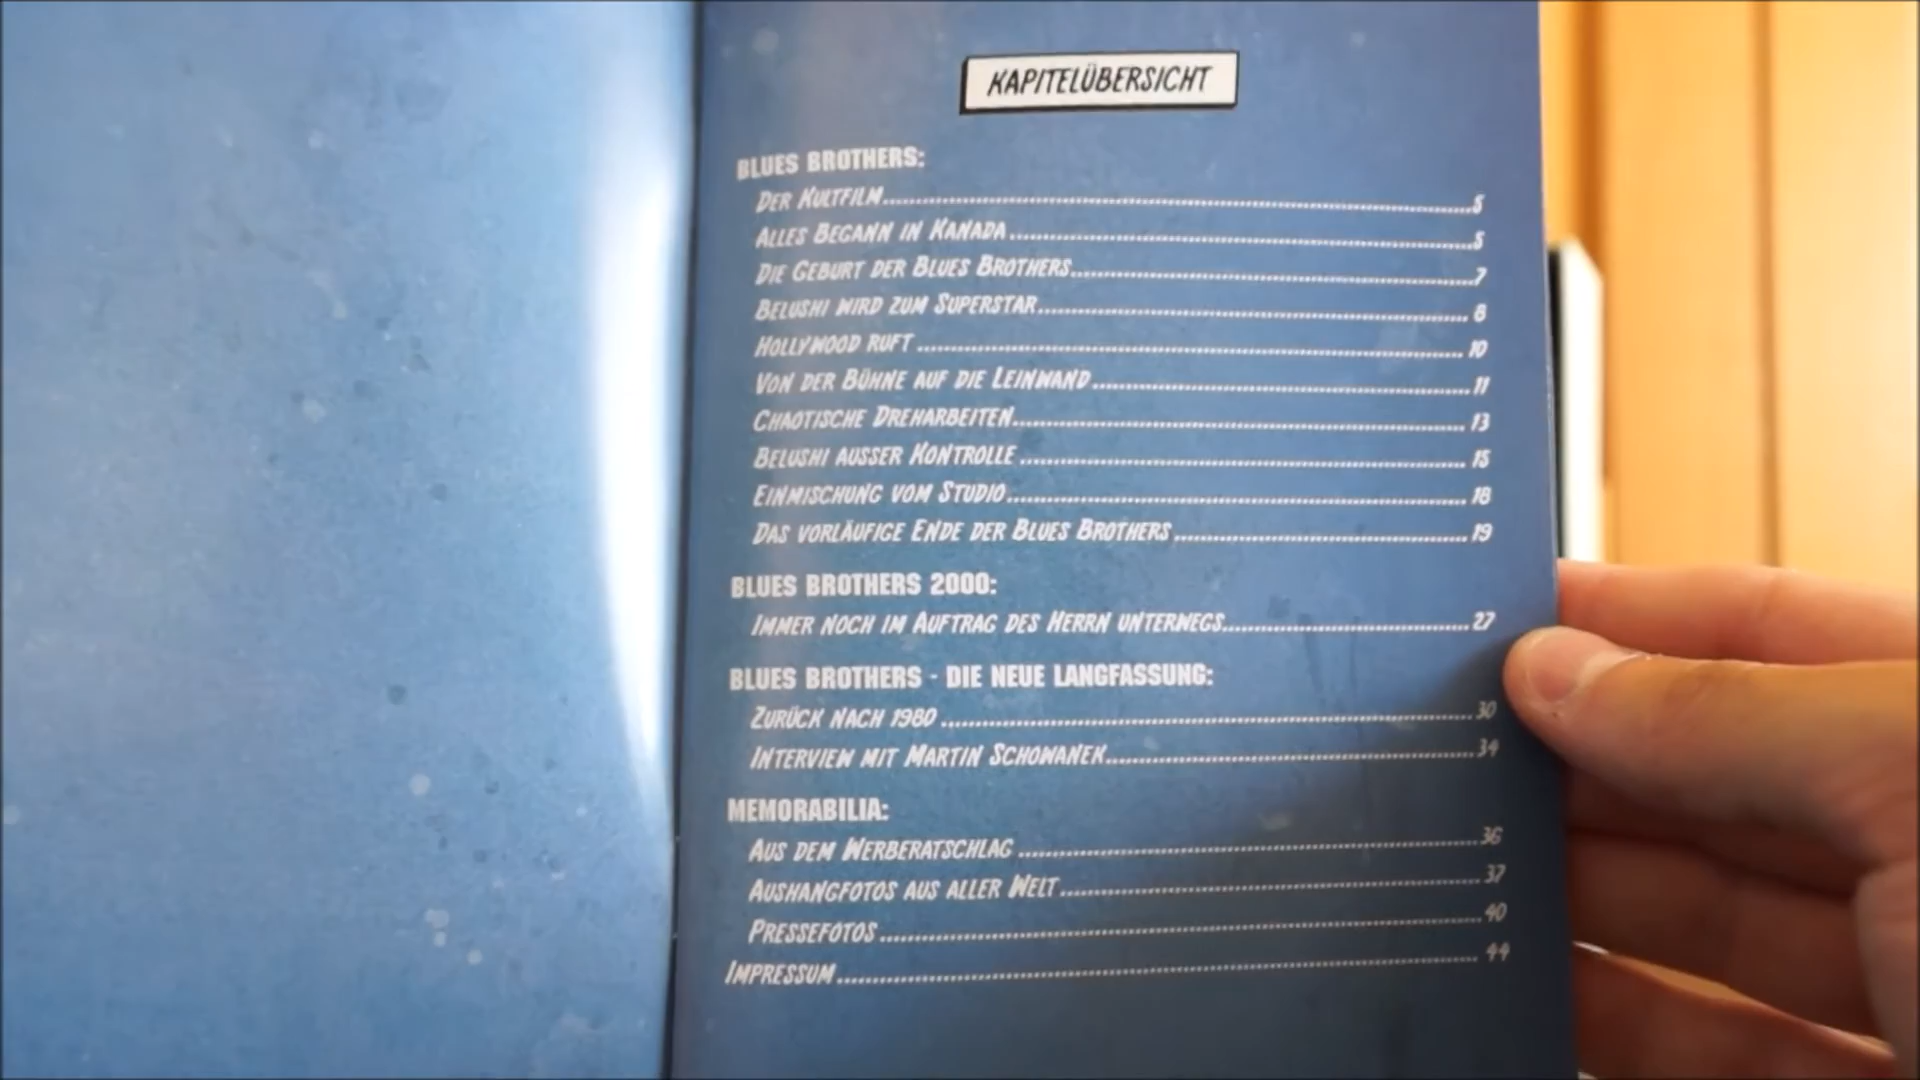 KAPITELÜBERSICHT
BLUES BROTHERS:
DER KULTFILM 5
ALLES BEGANN IN KANADA 5
DIE GEBURT DER BLUES BROTHERS 7
BELUSHI WIRD ZUM SUPERSTAR 8
HOLLYWOOD RUFT 10
VON DER BÜHNE AUF DIE LEINWAND 11
CHAOTISCHE DREHARBEITEN 13
BELUSHI AUSSER KONTROLLE 15
EINMISCHUNG VOM STUDIO 18
DAS VORLÄUFIGE ENDE DER BLUES BROTHERS 19
BLUES BROTHERS 2000:
IMMER NOCH IM AUFTRAG DES HERRN UNTERWEGS 27
BLUES BROTHERS - DIE NEUE LANGFASSUNG:
ZURÜCK NACH 1980 30
INTERVIEW MIT MARTIN SCHOWANEK 34
MEMORABILIA:
AUS DEM WERBERATSCHLAG 36
AUSHANGFOTOS AUS ALLER WELT 37
PRESSEFOTOS 40
IMPRESSUM 44